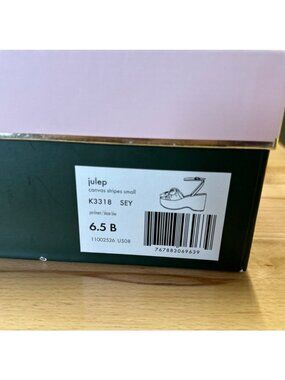 julep
canvas stripes small
K3318 SEY
6.5 B
11002526 US08
767883069639